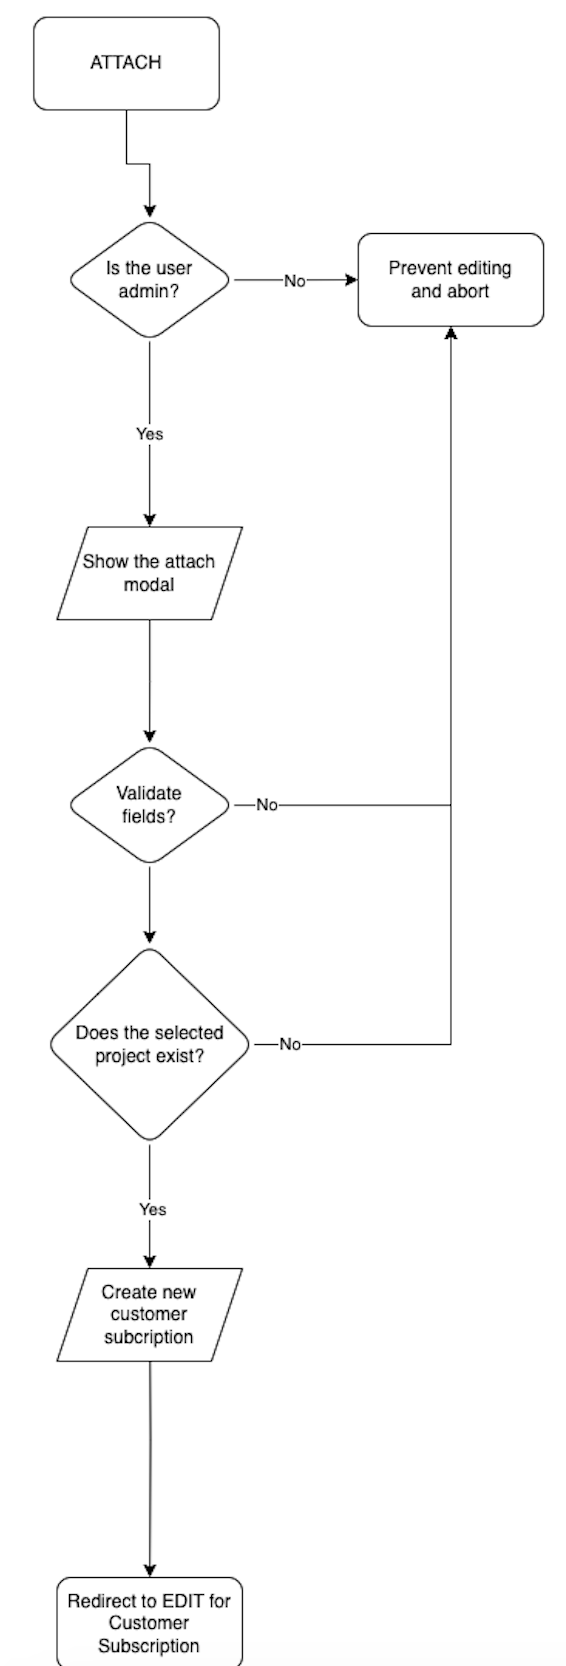 ATTACH
Is the user
admin?
No
Prevent editing
and abort
Yes
Show the attach
modal
Validate
fields?
No
Does the selected
project exist?
No
Yes
Create new
customer
subcription
Redirect to EDIT for
Customer
Subscription